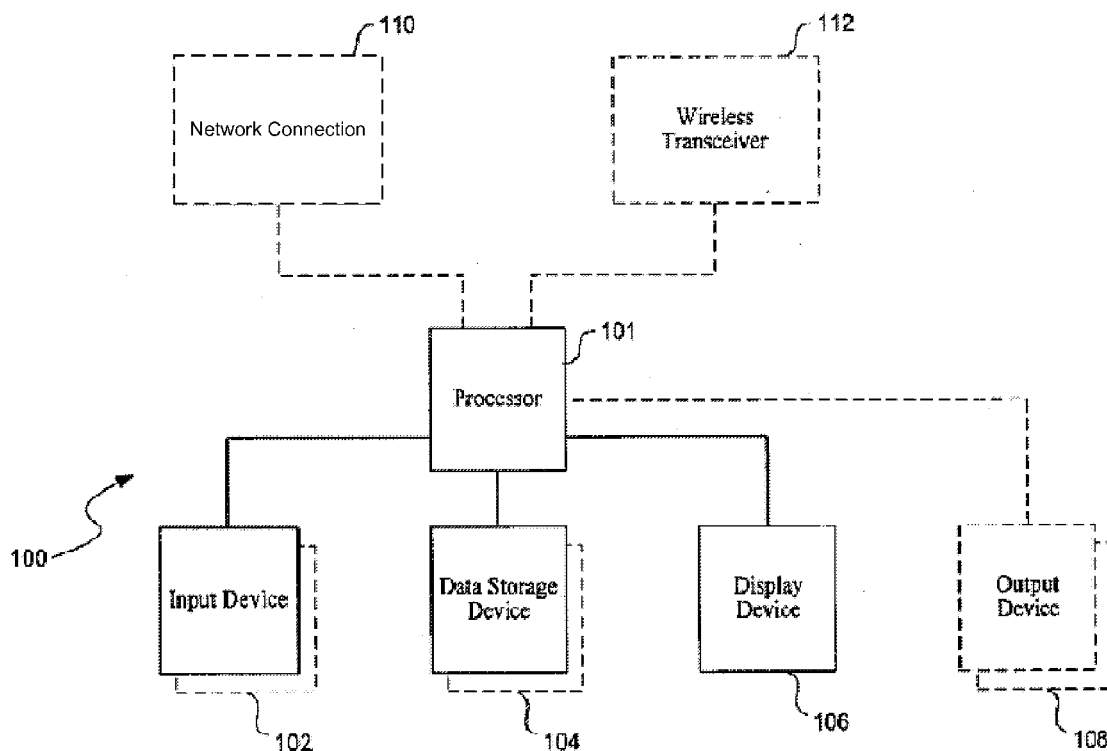 110
112
Network Connection
Wireless
Transceiver
101
Processor
100
Input Device
Data Storage
Device
Display
Device
Output
Device
102
104
106
108